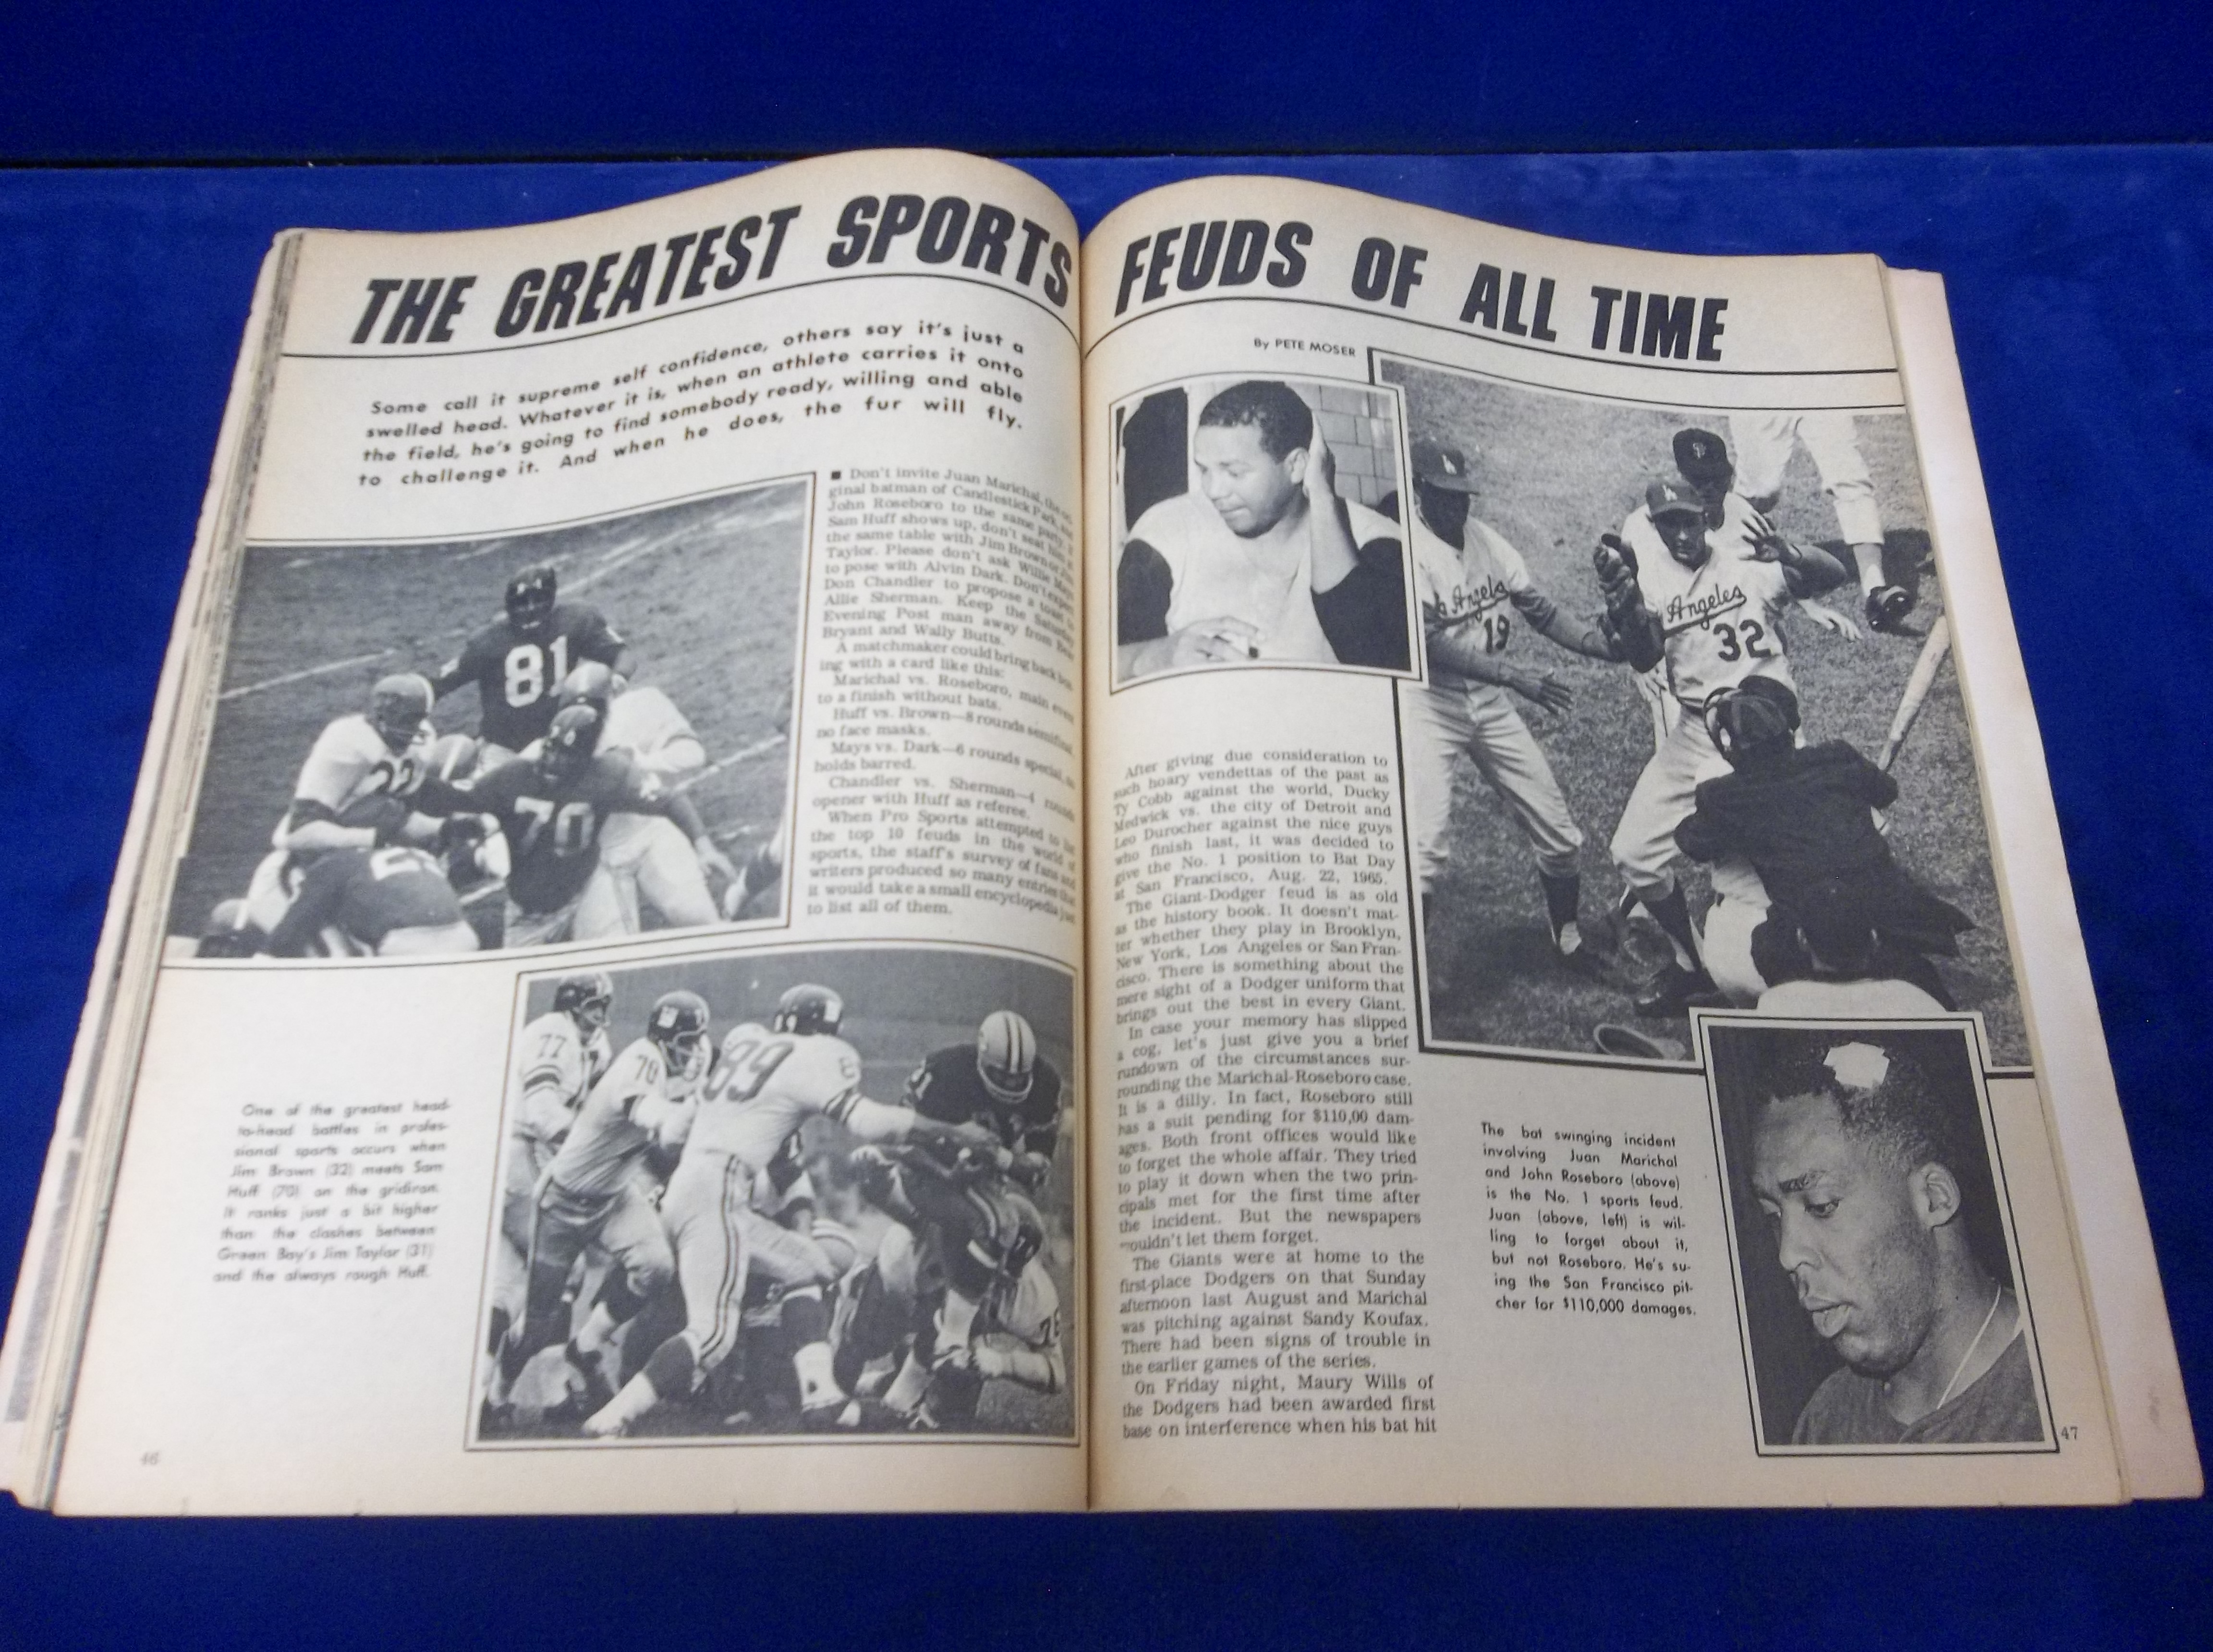 THE GREATEST SPORTS FEUDS OF ALL TIME
Some call it supreme self confidence, others say it's just a
swelled head. Whatever it is, when an athlete carries it onto
the field, he's going to find somebody ready, willing and able
to challenge it. And when he does, the fur will fly.
■ Don't invite Juan Marichal, the
ginal batman of Candlestick Park,
John Roseboro to the same party.
Sam Huff shows up, don't seat him
the same table with Jim Brown or
Taylor. Please don't ask Willie Mays
to pose with Alvin Dark. Don't expect
Don Chandler to propose a toast to
Allie Sherman. Keep the Saturday
Evening Post man away from Bear
Bryant and Wally Butts.
A matchmaker could bring back box-
ing with a card like this:
Marichal vs. Roseboro, main event
to a finish without bats.
Huff vs. Brown—8 rounds semifinal,
no face masks.
Mays vs. Dark—6 rounds special, no
holds barred.
Chandler vs. Sherman—4 rounds
opener with Huff as referee.
When Pro Sports attempted to
the top 10 feuds in the world of
sports, the staff's survey of fans and
writers produced so many entries that
it would take a small encyclopedia just
to list all of them.
81
70
32
77
70
89
One of the greatest head-
to-head battles in profes-
sional sports occurs when
Jim Brown (32) meets Sam
Huff (70) on the gridiron.
It ranks just a bit higher
than the clashes between
Green Bay's Jim Taylor (31)
and the always rough Huff.
46
By PETE MOSER
After giving due consideration to
such hoary vendettas of the past as
Ty Cobb against the world, Ducky
Medwick vs. the city of Detroit and
Leo Durocher against the nice guys
who finish last, it was decided to
give the No. 1 position to Bat Day
at San Francisco, Aug. 22, 1965.
The Giant-Dodger feud is as old
as the history book. It doesn't mat-
ter whether they play in Brooklyn,
New York, Los Angeles or San Fran-
cisco. There is something about the
mere sight of a Dodger uniform that
brings out the best in every Giant.
In case your memory has slipped
a cog, let's just give you a brief
rundown of the circumstances sur-
rounding the Marichal-Roseboro case.
It is a dilly. In fact, Roseboro still
has a suit pending for $110,00 dam-
ages. Both front offices would like
to forget the whole affair. They tried
to play it down when the two prin-
cipals met for the first time after
the incident. But the newspapers
wouldn't let them forget.
The Giants were at home to the
first-place Dodgers on that Sunday
afternoon last August and Marichal
was pitching against Sandy Koufax.
There had been signs of trouble in
the earlier games of the series.
On Friday night, Maury Wills of
the Dodgers had been awarded first
base on interference when his bat hit
LA
LA
SF
Angels
19
Angeles
32
The bat swinging incident
involving Juan Marichal
and John Roseboro (above)
is the No. 1 sports feud.
Juan (above, left) is wil-
ling to forget about it,
but not Roseboro. He's su-
ing the San Francisco pit-
cher for $110,000 damages.
47